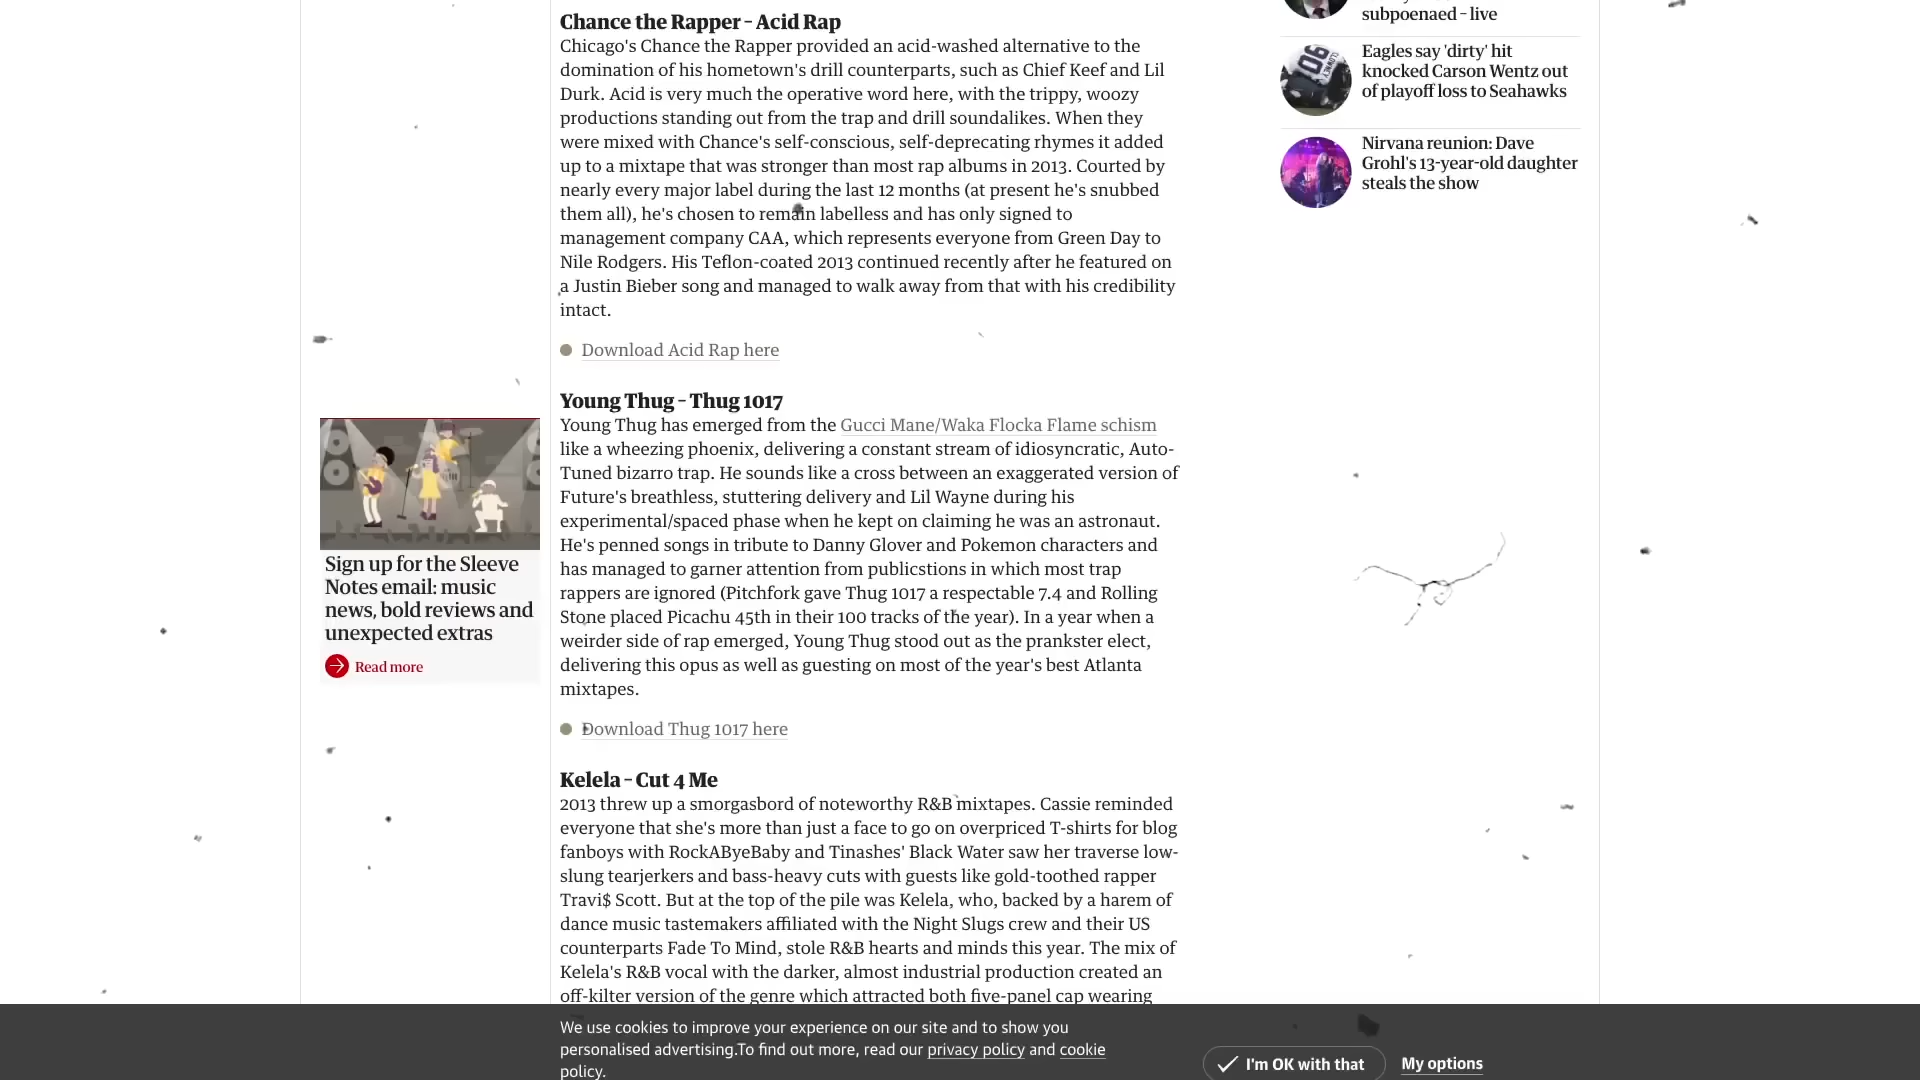 Chance the Rapper – Acid Rap
Chicago's Chance the Rapper provided an acid-washed alternative to the
domination of his hometown's drill counterparts, such as Chief Keef and Lil
Durk. Acid is very much the operative word here, with the trippy, woozy
productions standing out from the trap and drill soundalikes. When they
were mixed with Chance's self-conscious, self-deprecating rhymes it added
up to a mixtape that was stronger than most rap albums in 2013. Courted by
nearly every major label during the last 12 months (at present he's snubbed
them all), he's chosen to remain labelless and has only signed to
management company CAA, which represents everyone from Green Day to
Nile Rodgers. His Teflon-coated 2013 continued recently after he featured on
a Justin Bieber song and managed to walk away from that with his credibility
intact.
Download Acid Rap here
Young Thug – Thug 1017
Young Thug has emerged from the Gucci Mane/Waka Flocka Flame schism
like a wheezing phoenix, delivering a constant stream of idiosyncratic, Auto-
Tuned bizarro trap. He sounds like a cross between an exaggerated version of
Future's breathless, stuttering delivery and Lil Wayne during his
experimental/spaced phase when he kept on claiming he was an astronaut.
He's penned songs in tribute to Danny Glover and Pokemon characters and
has managed to garner attention from publicstions in which most trap
rappers are ignored (Pitchfork gave Thug 1017 a respectable 7.4 and Rolling
Stone placed Picachu 45th in their 100 tracks of the year). In a year when a
weirder side of rap emerged, Young Thug stood out as the prankster elect,
delivering this opus as well as guesting on most of the year's best Atlanta
mixtapes.
Download Thug 1017 here
Kelela – Cut 4 Me
2013 threw up a smorgasbord of noteworthy R&B mixtapes. Cassie reminded
everyone that she's more than just a face to go on overpriced T-shirts for blog
fanboys with RockAByeBaby and Tinashes' Black Water saw her traverse low-
slung tearjerkers and bass-heavy cuts with guests like gold-toothed rapper
Travi$ Scott. But at the top of the pile was Kelela, who, backed by a harem of
dance music tastemakers affiliated with the Night Slugs crew and their US
counterparts Fade To Mind, stole R&B hearts and minds this year. The mix of
Kelela's R&B vocal with the darker, almost industrial production created an
off-kilter version of the genre which attracted both five-panel cap wearing
Sign up for the Sleeve
Notes email: music
news, bold reviews and
unexpected extras
Read more
subpoenaed – live
Eagles say 'dirty' hit
knocked Carson Wentz out
of playoff loss to Seahawks
Nirvana reunion: Dave
Grohl's 13-year-old daughter
steals the show
We use cookies to improve your experience on our site and to show you
personalised advertising.To find out more, read our privacy policy and cookie
policy.
I'm OK with that
My options